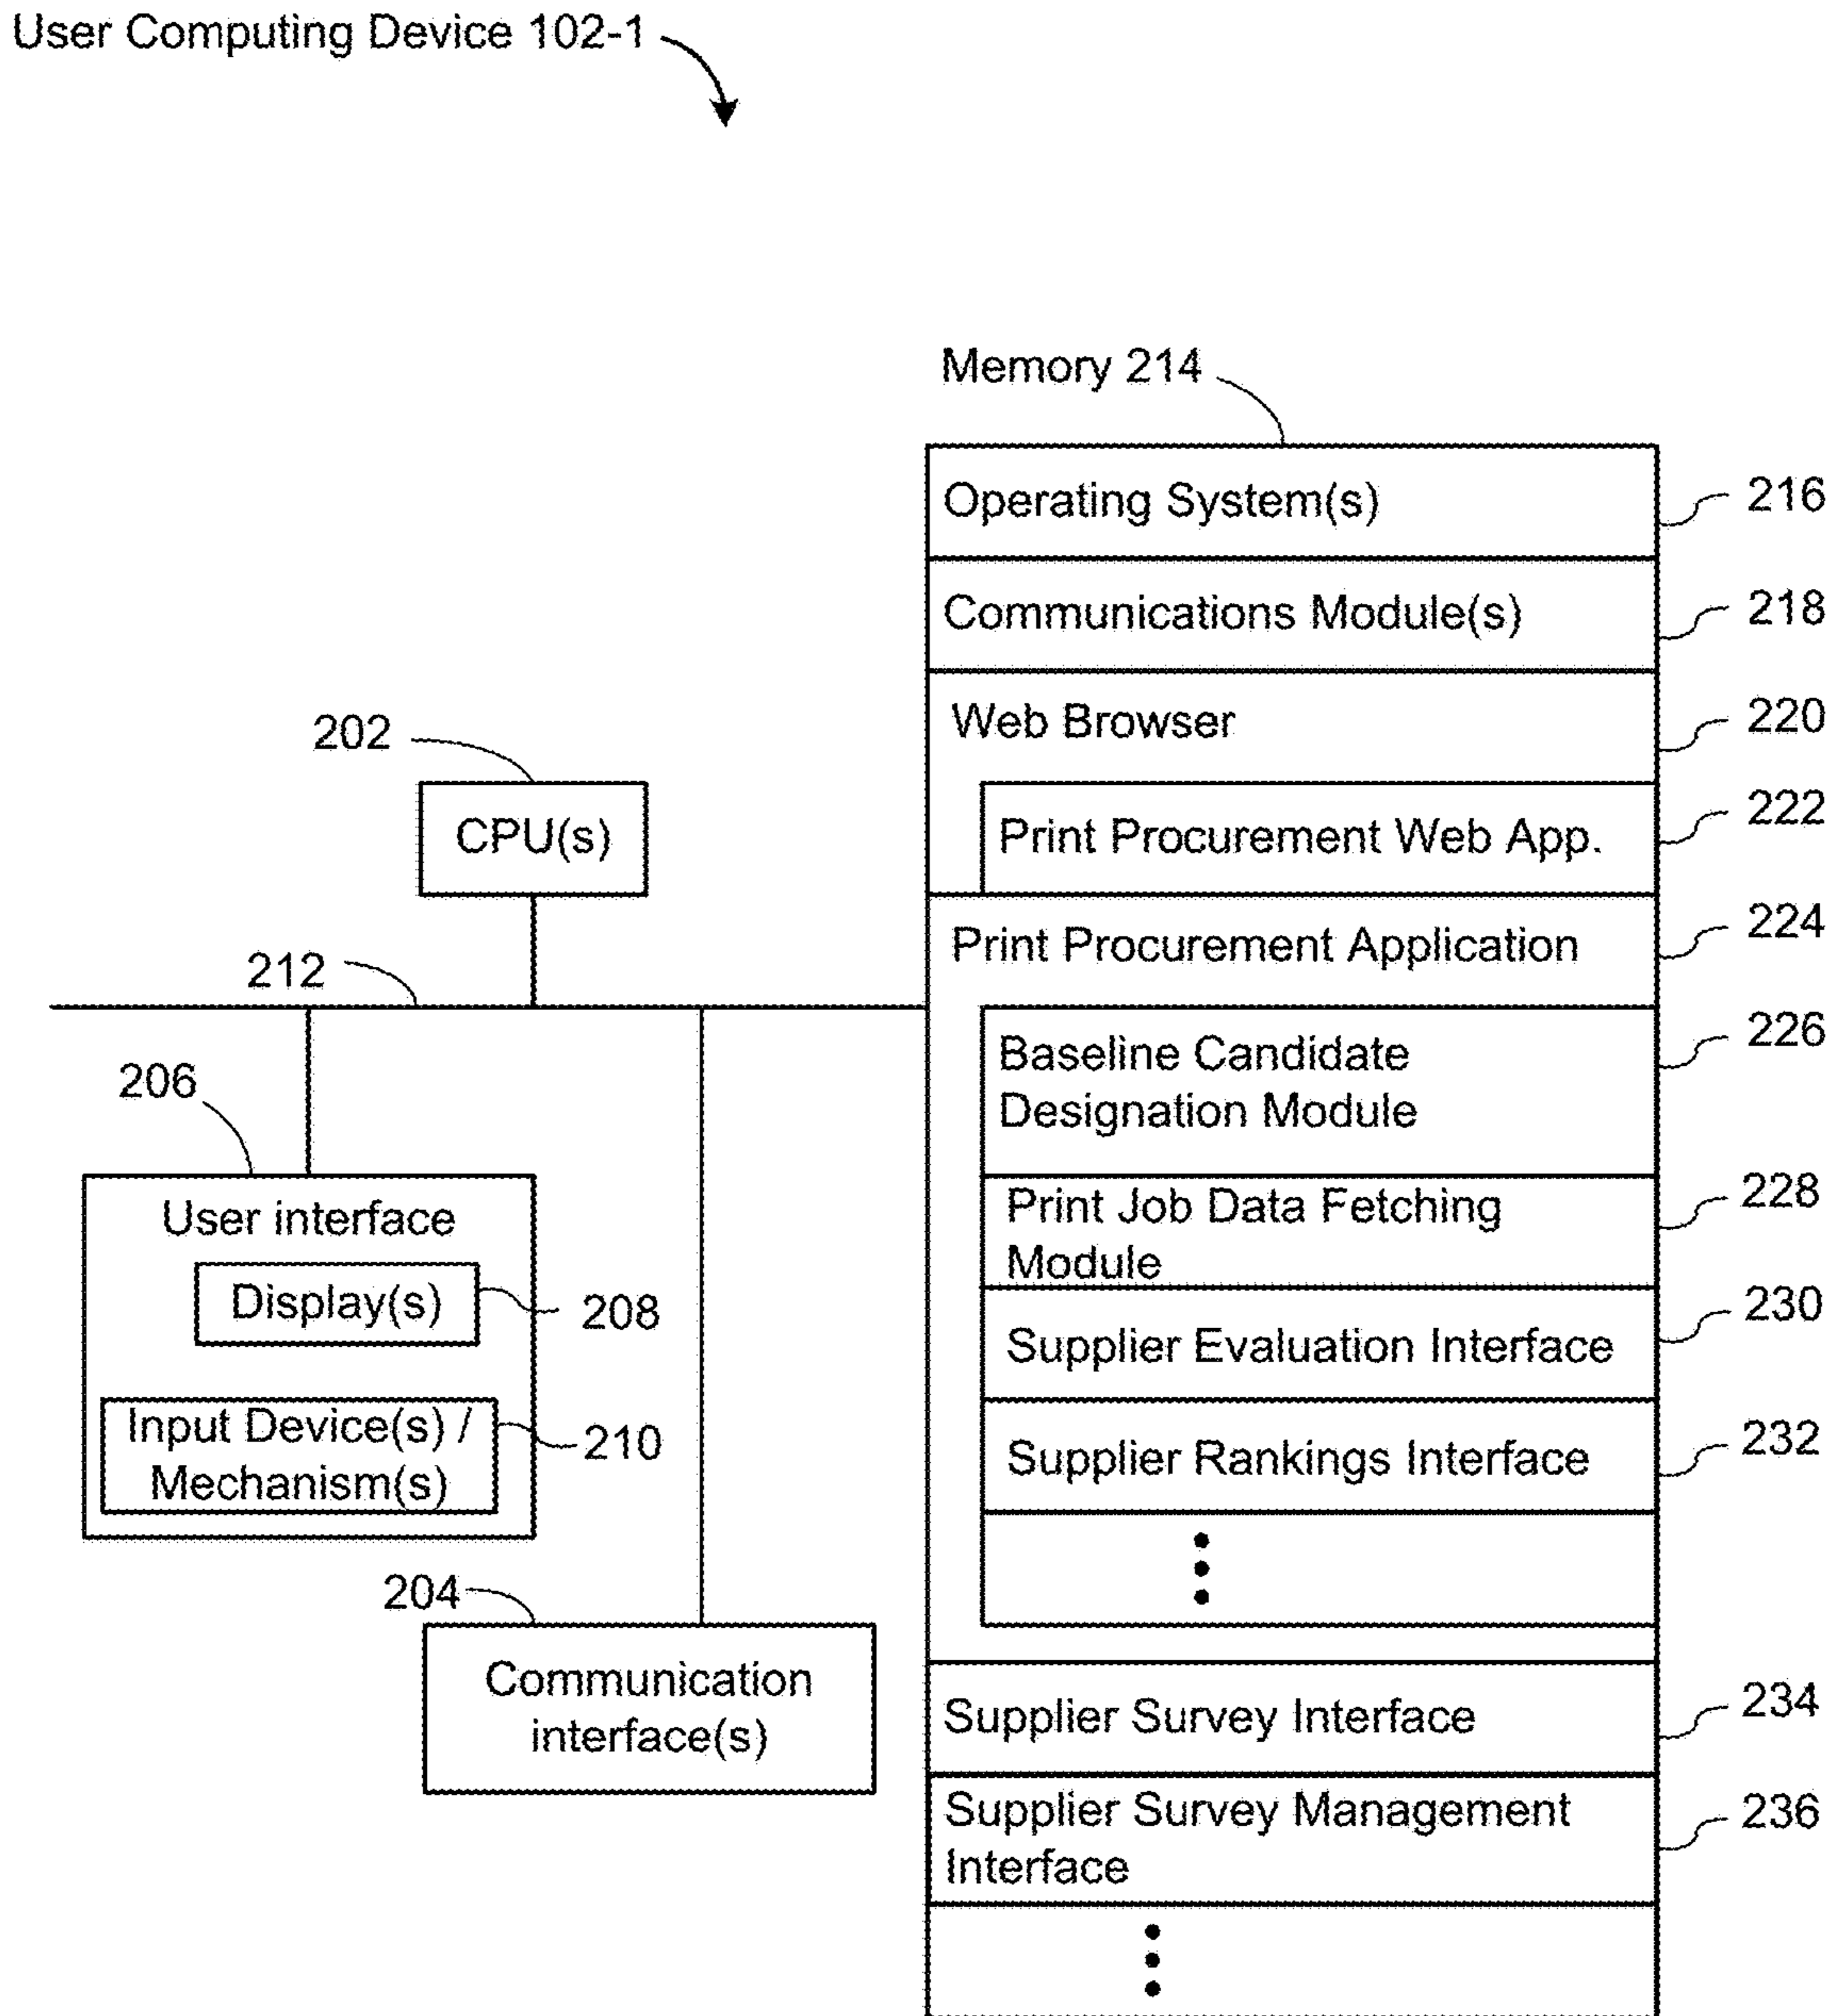 User Computing Device 102-1
Memory 214
Operating System(s)
216
Communications Module(s)
218
Web Browser
220
Print Procurement Web App.
222
Print Procurement Application
224
Baseline Candidate
Designation Module
226
Print Job Data Fetching
Module
228
Supplier Evaluation Interface
230
Supplier Rankings Interface
232
Supplier Survey Interface
234
Supplier Survey Management
Interface
236
202
CPU(s)
212
206
User interface
Display(s)
208
Input Device(s) /
Mechanism(s)
210
204
Communication
interface(s)